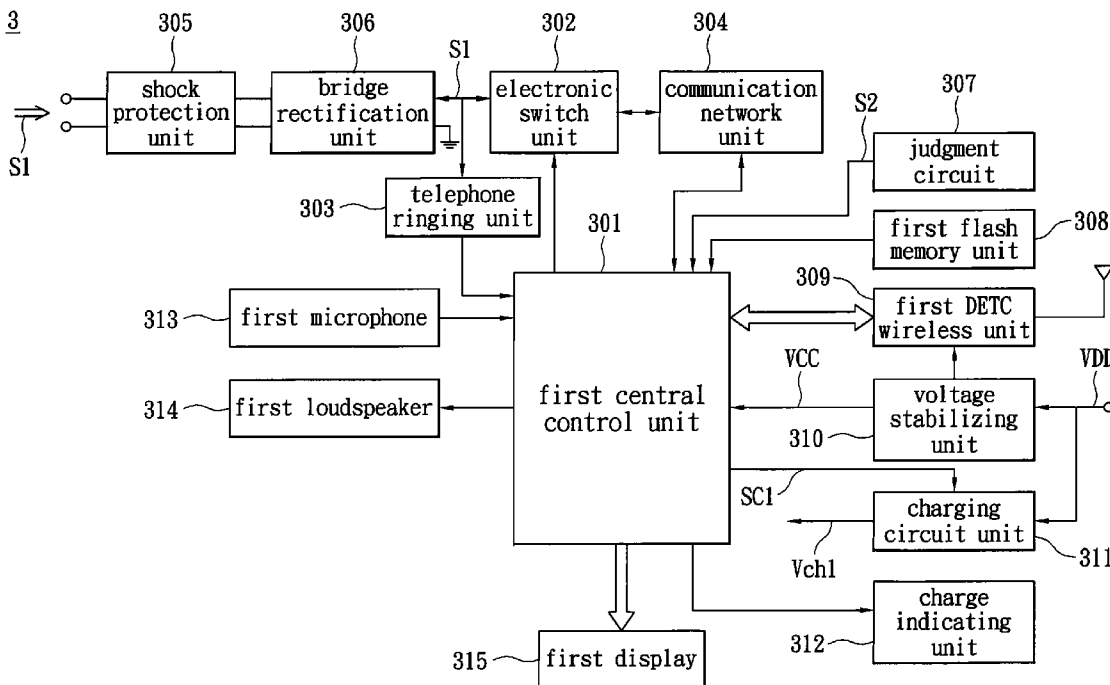 3
305
306
302
304
S1
shock
protection
unit
bridge
rectification
unit
electronic
switch
unit
communication
network
unit
S1
S2
307
judgment
circuit
303
telephone
ringing unit
301
first flash
memory unit
308
309
first DETC
wireless unit
313
first microphone
VCC
VDD
314
first loudspeaker
first central
control unit
310
voltage
stabilizing
unit
SC1
charging
circuit unit
311
Vch1
charge
indicating
unit
312
315
first display